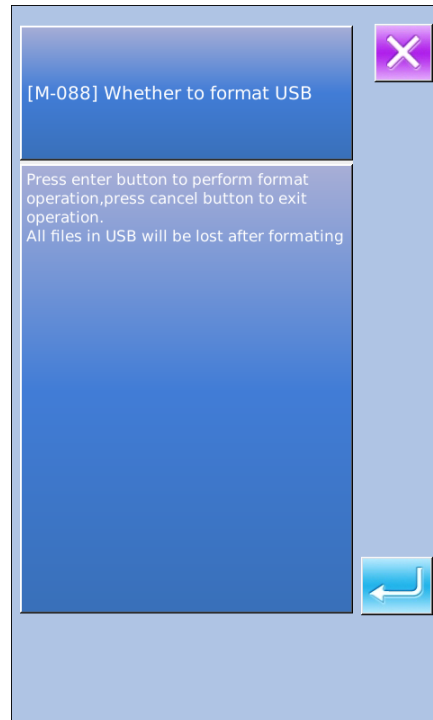 [M-088] Whether to format USB
Press enter button to perform format
operation,press cancel button to exit
operation.
All files in USB will be lost after formating